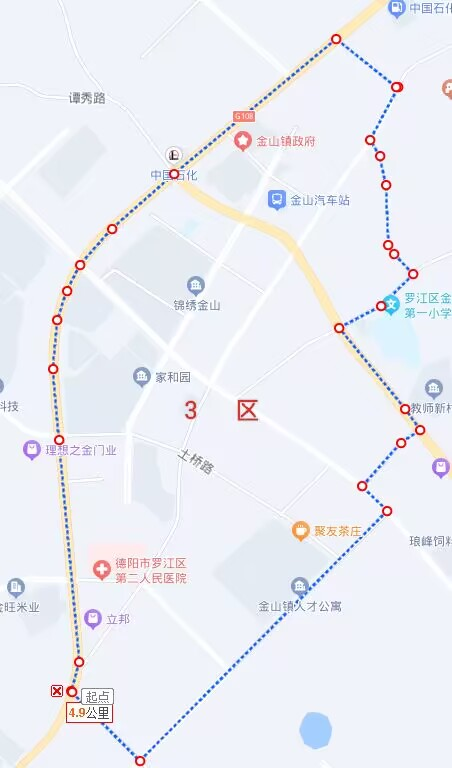 中国石化
谭秀路
G108
金山镇政府
中国石化
金山汽车站
锦绣金山
罗江区金
第一小学
家和园
科技
3 区
教师新村
理想之金门业
土桥路
聚友茶庄
琅峰饲料
德阳市罗江区
第二人民医院
金旺米业
金山镇人才公寓
立邦
起点
4.9公里